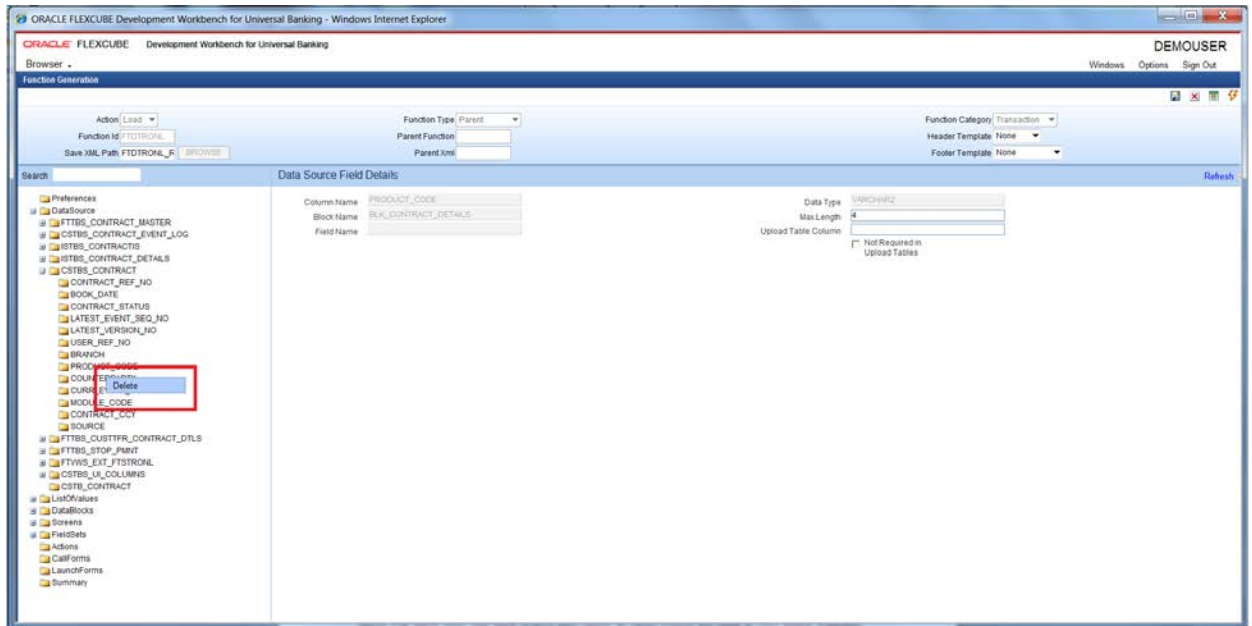 ORACLE FLEXCUBE Development Workbench for Universal Banking - Windows Internet Explorer
ORACLE FLEXCUBE Development Workbench for Universal Banking DEMOUSER
Browser Windows Options Sign Out
Function Generation
Action Load Function Type Parent Function Category Transaction
Function Id FTDTRONL Parent Function Header Template None
Save XML Path FTDTRONL_R BROWSE Parent Xml Footer Template None
Search Data Source Field Details Refresh
Preferences
DataSource
FTTBS_CONTRACT_MASTER
CSTBS_CONTRACT_EVENT_LOG
ISTBS_CONTRACTIS
ISTBS_CONTRACT_DETAILS
CSTBS_CONTRACT
CONTRACT_REF_NO
BOOK_DATE
CONTRACT_STATUS
LATEST_EVENT_SEQ_NO
LATEST_VERSION_NO
USER_REF_NO
BRANCH
PRODUCT_CODE
Delete
MODULE_CODE
CONTRACT_CCY
SOURCE
FTTBS_CUSTTFR_CONTRACT_DTLS
FTTBS_STOP_PMNT
FTVWS_EXT_FTSTRONL
CSTBS_UI_COLUMNS
CSTB_CONTRACT
ListOfValues
DataBlocks
Screens
FieldSets
Actions
CallForms
LaunchForms
Summary
Column Name PRODUCT_CODE Data Type VARCHAR2
Block Name BLK_CONTRACT_DETAILS Max Length 4
Field Name Upload Table Column
Not Required in
Upload Tables